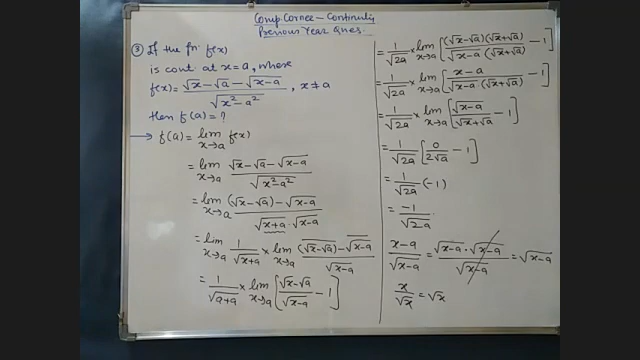 Comp. Corner - Continuity
Previous Year Ques.
③ If the fn f(x)
is cont at x=a, where
f(x) = (√x - √a - √(x-a)) / √(x² - a²), x ≠ a
then f(a) = ?
→ f(a) = lim x→a f(x)
= lim x→a (√x - √a - √(x-a)) / √(x² - a²)
= lim x→a ((√x - √a) - √(x-a)) / (√(x+a) · √(x-a))
= lim x→a 1/√(x+a) × lim x→a ((√x - √a) - √(x-a)) / √(x-a)
= 1/√(a+a) × lim x→a [(√x - √a)/√(x-a) - 1]
= 1/√2a × lim x→a [(√x - √a)(√x + √a) / (√(x-a) (√x + √a)) - 1]
= 1/√2a × lim x→a [(x-a) / (√(x-a) (√x + √a)) - 1]
= 1/√2a × lim x→a [√(x-a) / (√x + √a) - 1]
= 1/√2a [0/2√a - 1]
= 1/√2a (-1)
= -1/√2a
(x-a)/√(x-a) = (√(x-a) · √(x-a))/√(x-a) = √(x-a)
x/√x = √x